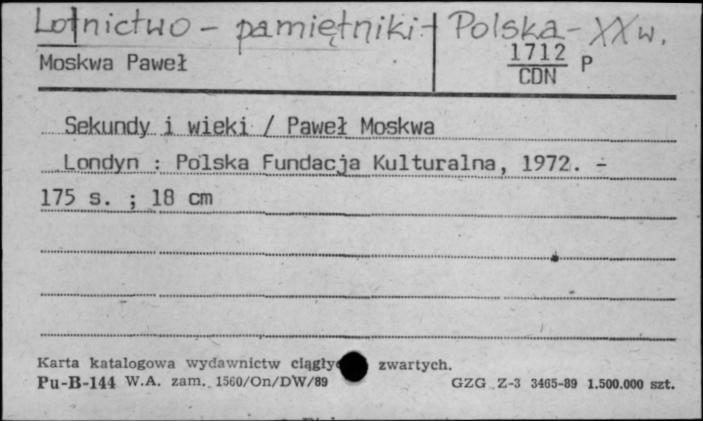 Lotnictwo - pamiętniki - Polska - XX w.
Moskwa Paweł
1712 P
CDN
Sekundy i wieki / Paweł Moskwa
Londyn : Polska Fundacja Kulturalna, 1972. -
175 s. ; 18 cm
Karta katalogowa wydawnictw zwartych.
Pu-B-144 W.A. zam. 1560/On/DW/89 GZG Z-3 3465-89 1.500.000 szt.